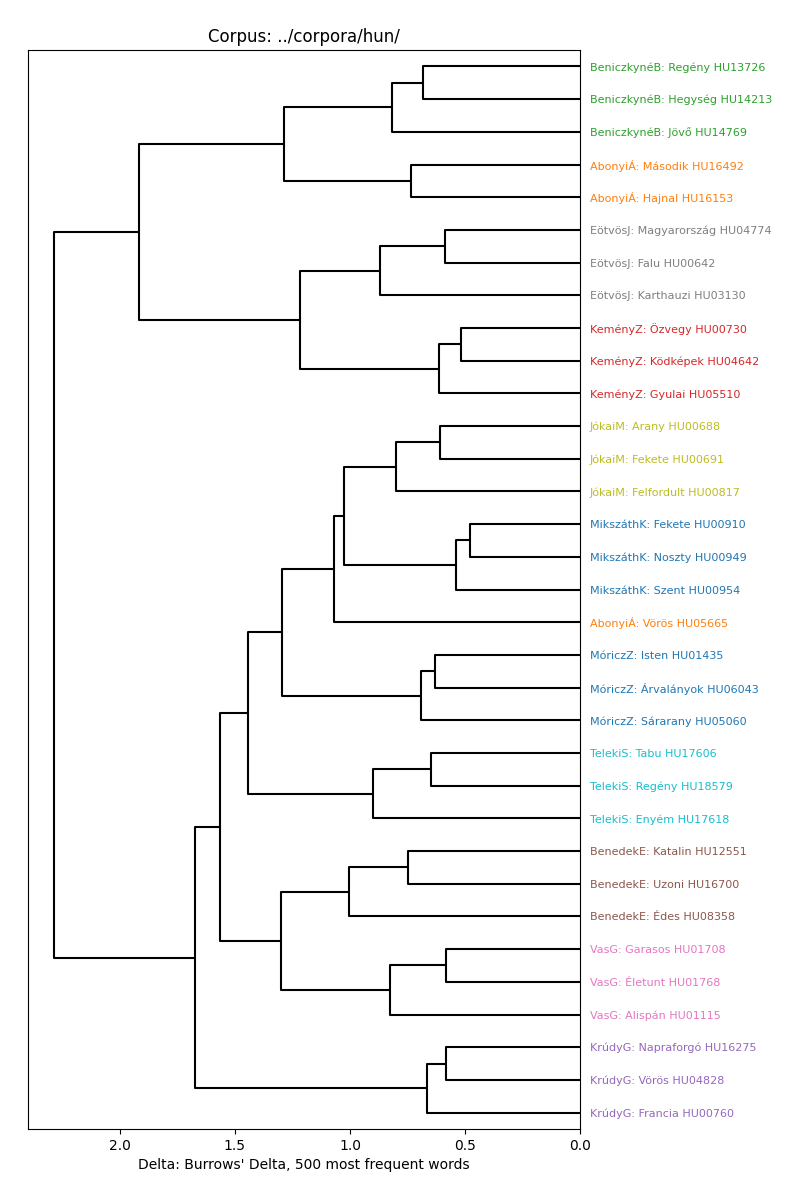 Corpus: ../corpora/hun/
BeniczkynéB: Regény HU13726
BeniczkynéB: Hegység HU14213
BeniczkynéB: Jövő HU14769
AbonyiÁ: Második HU16492
AbonyiÁ: Hajnal HU16153
EötvösJ: Magyarország HU04774
EötvösJ: Falu HU00642
EötvösJ: Karthauzi HU03130
KeményZ: Özvegy HU00730
KeményZ: Ködképek HU04642
KeményZ: Gyulai HU05510
JókaiM: Arany HU00688
JókaiM: Fekete HU00691
JókaiM: Felfordult HU00817
MikszáthK: Fekete HU00910
MikszáthK: Noszty HU00949
MikszáthK: Szent HU00954
AbonyiÁ: Vörös HU05665
MóriczZ: Isten HU01435
MóriczZ: Árvalányok HU06043
MóriczZ: Sárarany HU05060
TelekiS: Tabu HU17606
TelekiS: Regény HU18579
TelekiS: Enyém HU17618
BenedekE: Katalin HU12551
BenedekE: Uzoni HU16700
BenedekE: Édes HU08358
VasG: Garasos HU01708
VasG: Életunt HU01768
VasG: Alispán HU01115
KrúdyG: Napraforgó HU16275
KrúdyG: Vörös HU04828
KrúdyG: Francia HU00760
2.0 1.5 1.0 0.5 0.0
Delta: Burrows' Delta, 500 most frequent words